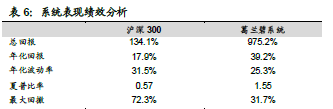 表 6：系统表现绩效分析
沪深 300 葛兰碧系统
总回报 134.1% 975.2%
年化回报 17.9% 39.2%
年化波动率 31.5% 25.3%
夏普比率 0.57 1.55
最大回撤 72.3% 31.7%